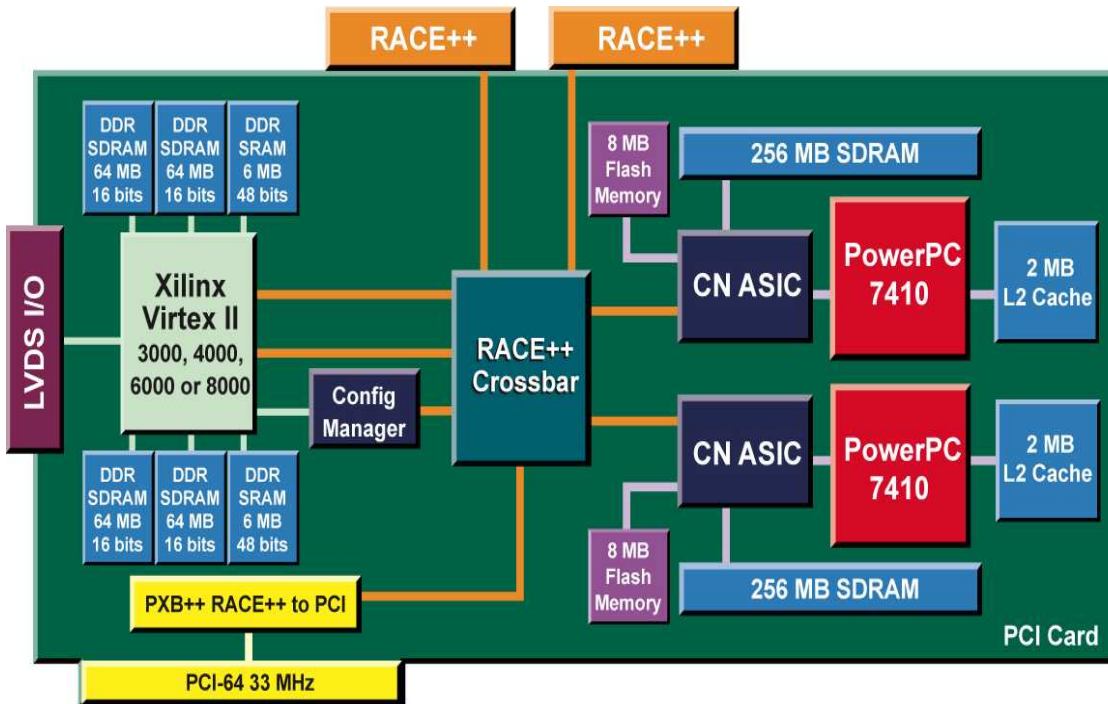 RACE++
RACE++
DDR
SDRAM
64 MB
16 bits
DDR
SDRAM
64 MB
16 bits
DDR
SRAM
6 MB
48 bits
8 MB
Flash
Memory
256 MB SDRAM
LVDS I/O
Xilinx
Virtex II
3000, 4000,
6000 or 8000
Config
Manager
RACE++
Crossbar
CN ASIC
PowerPC
7410
2 MB
L2 Cache
CN ASIC
PowerPC
7410
2 MB
L2 Cache
DDR
SDRAM
64 MB
16 bits
DDR
SDRAM
64 MB
16 bits
DDR
SRAM
6 MB
48 bits
8 MB
Flash
Memory
256 MB SDRAM
PXB++ RACE++ to PCI
PCI Card
PCI-64 33 MHz